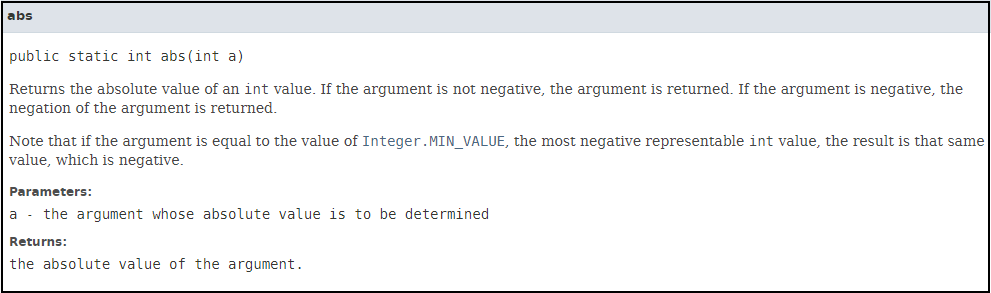 abs
public static int abs(int a)
Returns the absolute value of an int value. If the argument is not negative, the argument is returned. If the argument is negative, the
negation of the argument is returned.
Note that if the argument is equal to the value of Integer.MIN_VALUE, the most negative representable int value, the result is that same
value, which is negative.
Parameters:
a - the argument whose absolute value is to be determined
Returns:
the absolute value of the argument.